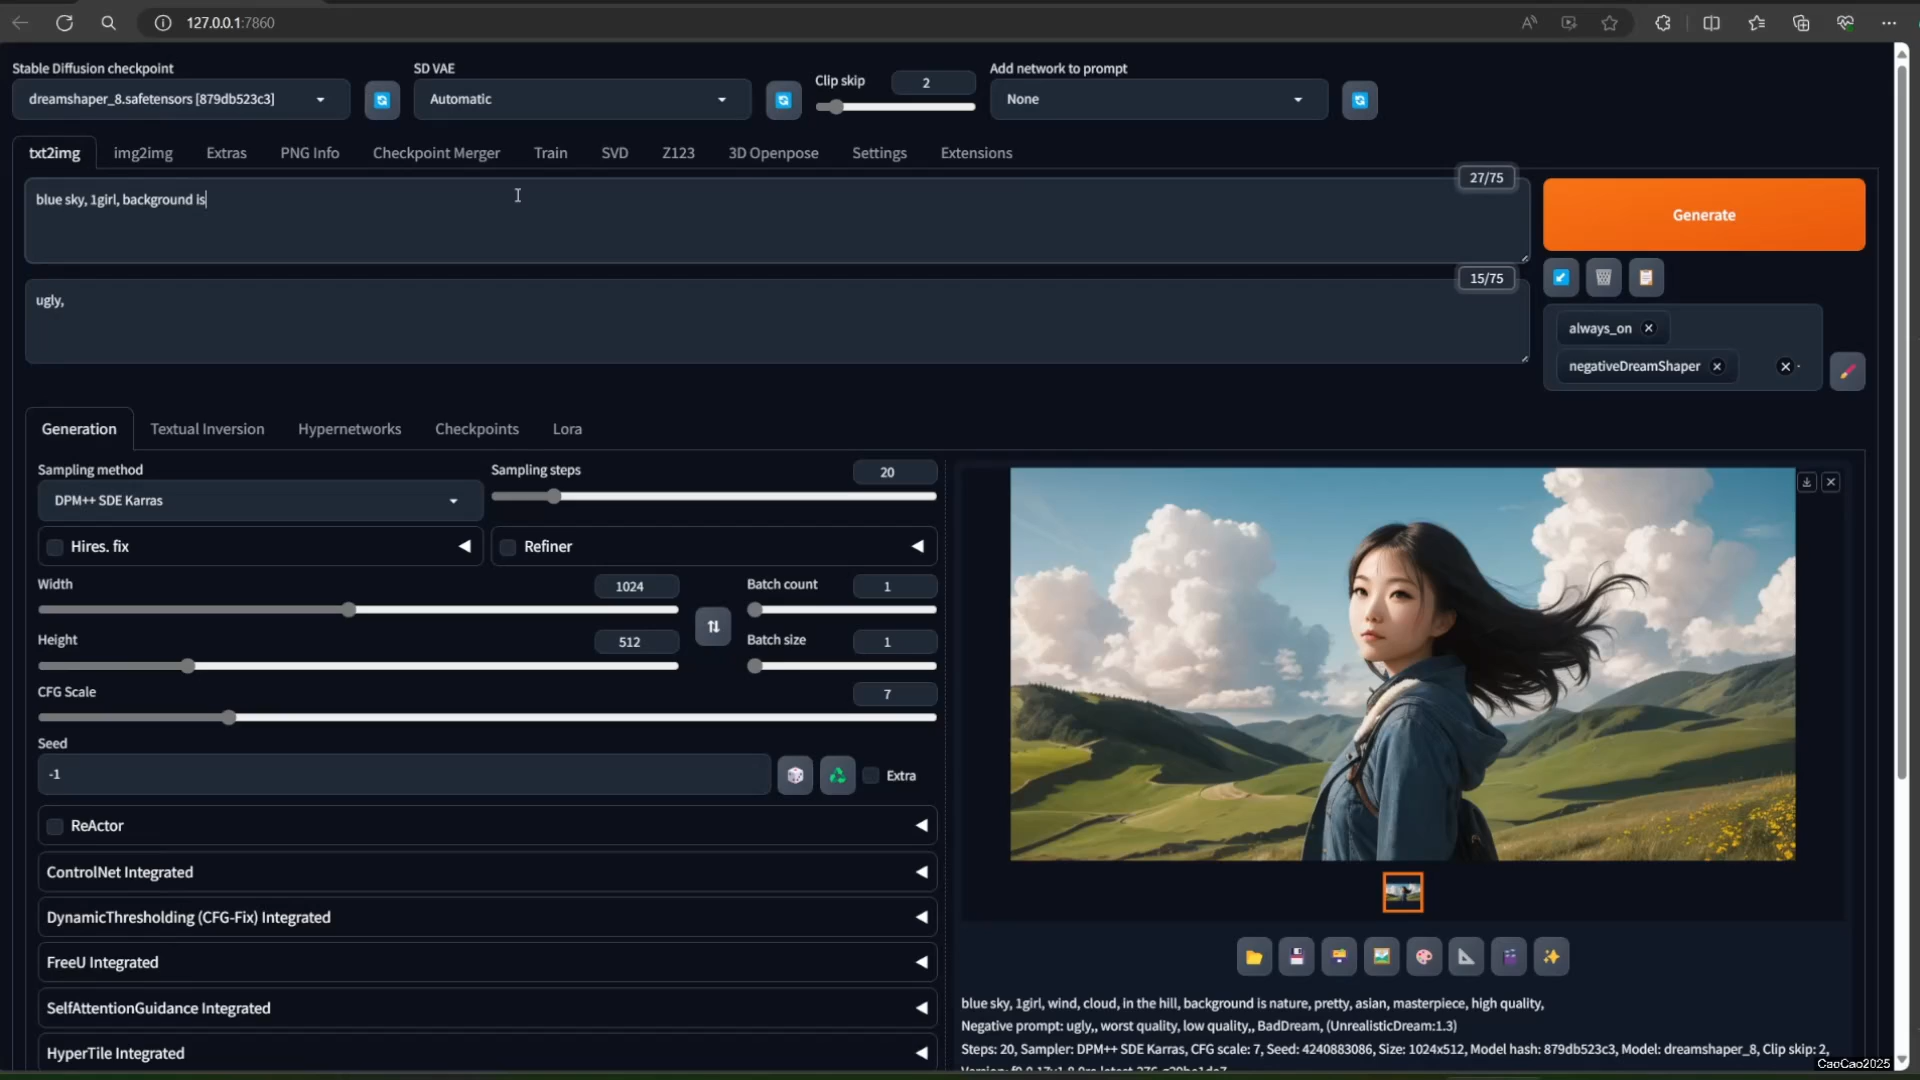 127.0.0.1:7860
Stable Diffusion checkpoint
dreamshaper_8.safetensors [879db523c3]
SD VAE
Automatic
Clip skip
2
Add network to prompt
None
txt2img
img2img
Extras
PNG Info
Checkpoint Merger
Train
SVD
Z123
3D Openpose
Settings
Extensions
27/75
blue sky, 1girl, background is
Generate
15/75
ugly,
always_on
negativeDreamShaper
Generation
Textual Inversion
Hypernetworks
Checkpoints
Lora
Sampling method
DPM++ SDE Karras
Sampling steps
20
Hires. fix
Refiner
Width
1024
Batch count
1
Height
512
Batch size
1
CFG Scale
7
Seed
-1
Extra
ReActor
ControlNet Integrated
DynamicThresholding (CFG-Fix) Integrated
FreeU Integrated
SelfAttentionGuidance Integrated
HyperTile Integrated
blue sky, 1girl, wind, cloud, in the hill, background is nature, pretty, asian, masterpiece, high quality,
Negative prompt: ugly,, worst quality, low quality,, BadDream, (UnrealisticDream:1.3)
Steps: 20, Sampler: DPM++ SDE Karras, CFG scale: 7, Seed: 4240883086, Size: 1024x512, Model hash: 879db523c3, Model: dreamshaper_8, Clip skip: 2,
CaoCao2025